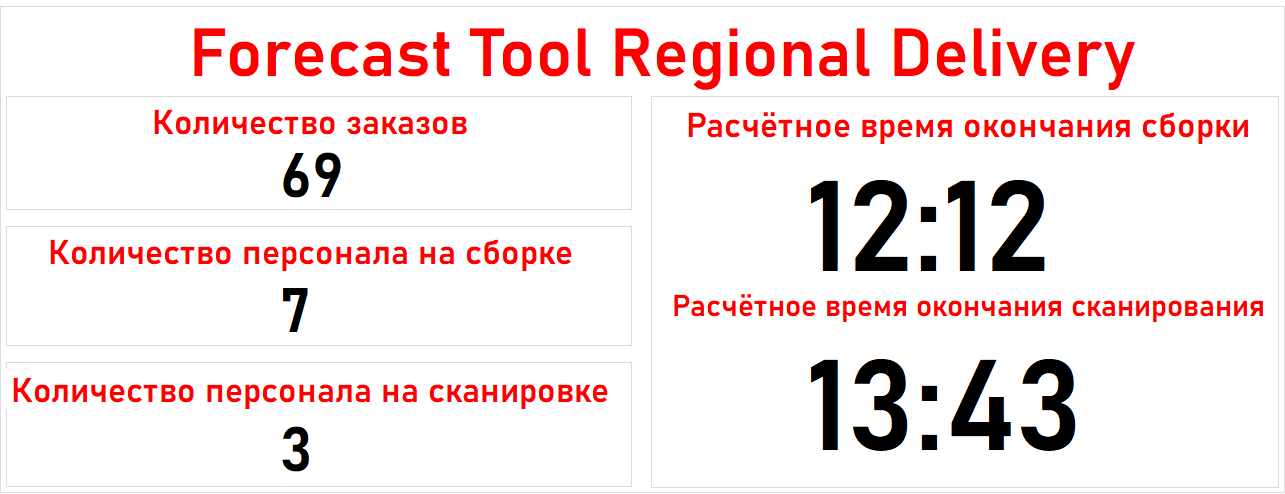 Forecast Tool Regional Delivery
Количество заказов
69
Количество персонала на сборке
7
Количество персонала на сканировке
3
Расчётное время окончания сборки
12:12
Расчётное время окончания сканирования
13:43